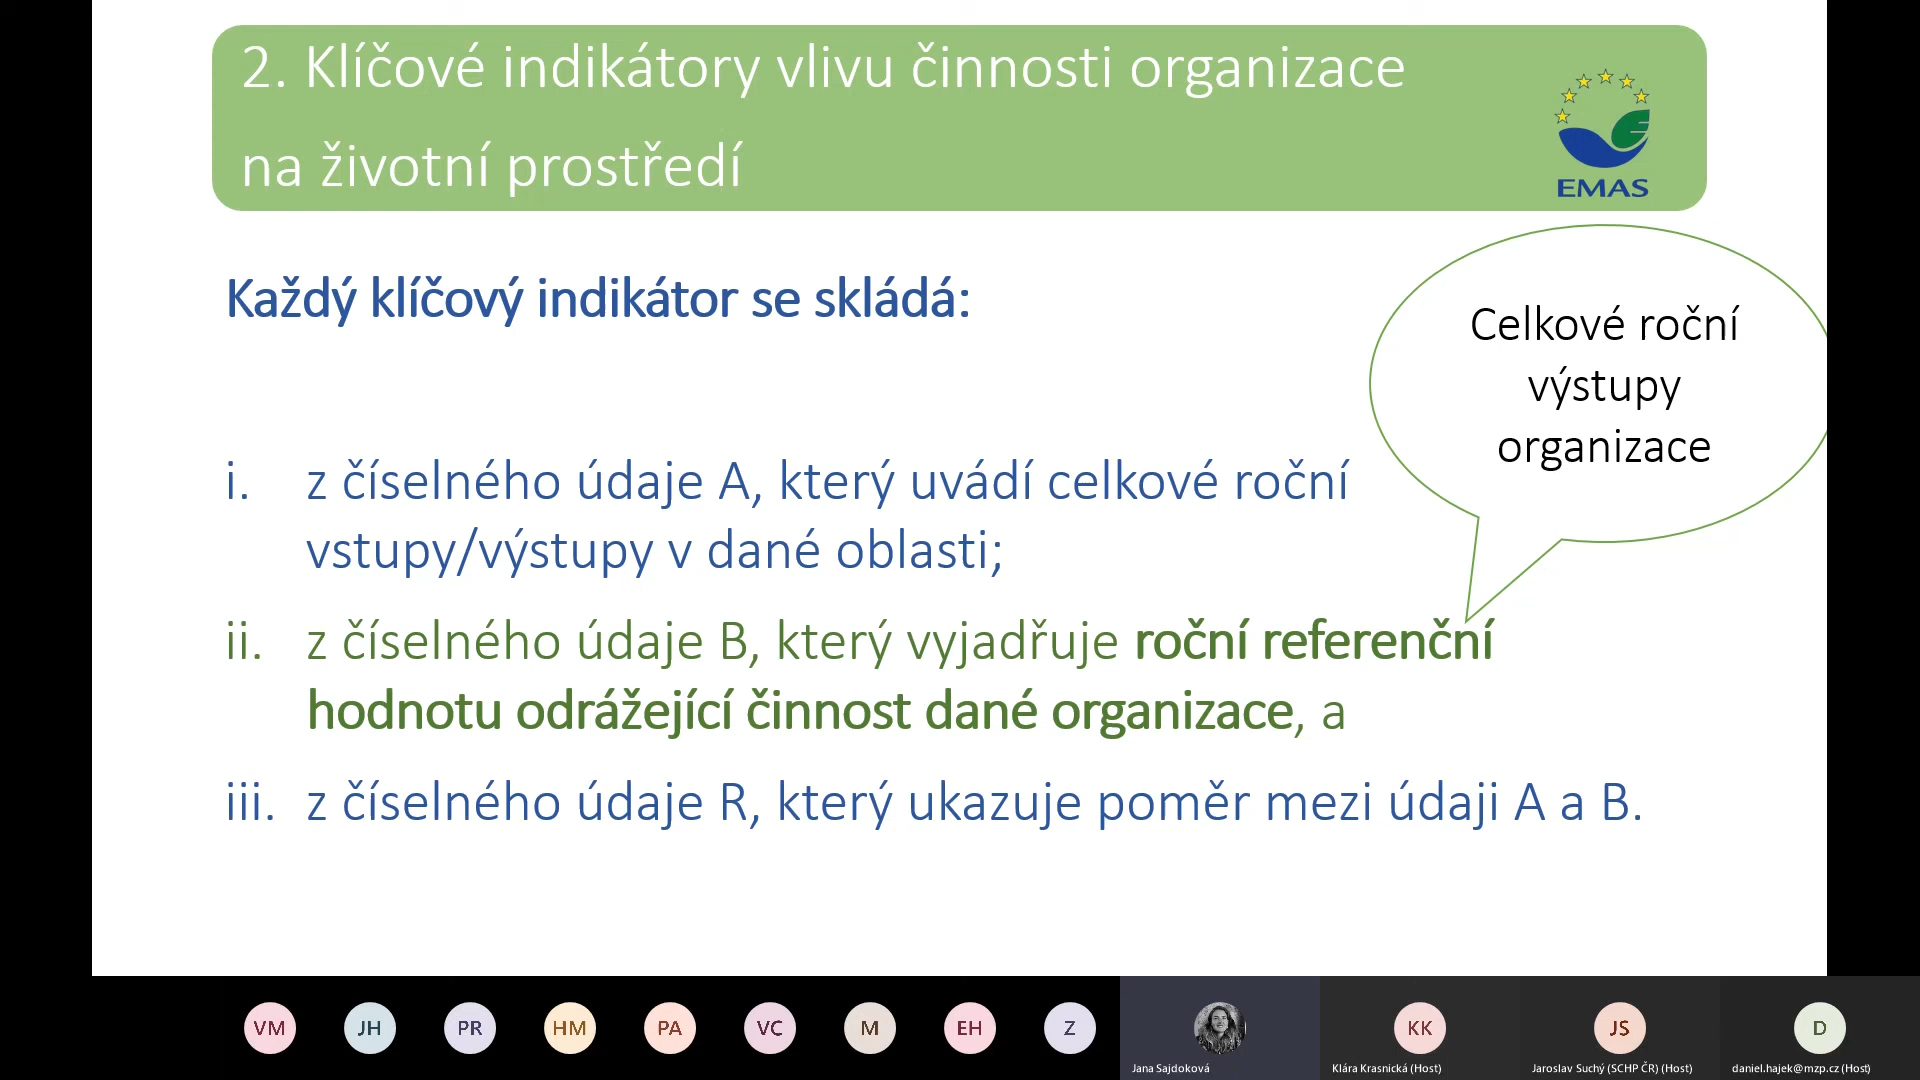 2. Klíčové indikátory vlivu činnosti organizace
na životní prostředí
EMAS
Každý klíčový indikátor se skládá:
Celkové roční
výstupy
organizace
i. z číselného údaje A, který uvádí celkové roční
vstupy/výstupy v dané oblasti;
ii. z číselného údaje B, který vyjadřuje roční referenční
hodnotu odrážející činnost dané organizace, a
iii. z číselného údaje R, který ukazuje poměr mezi údaji A a B.
VM JH PR HM PA VC M EH Z KK JS D
Jana Sajdoková Klára Krasnická (Host) Jaroslav Suchý (SCHP ČR) (Host) daniel.hajek@mzp.cz (Host)